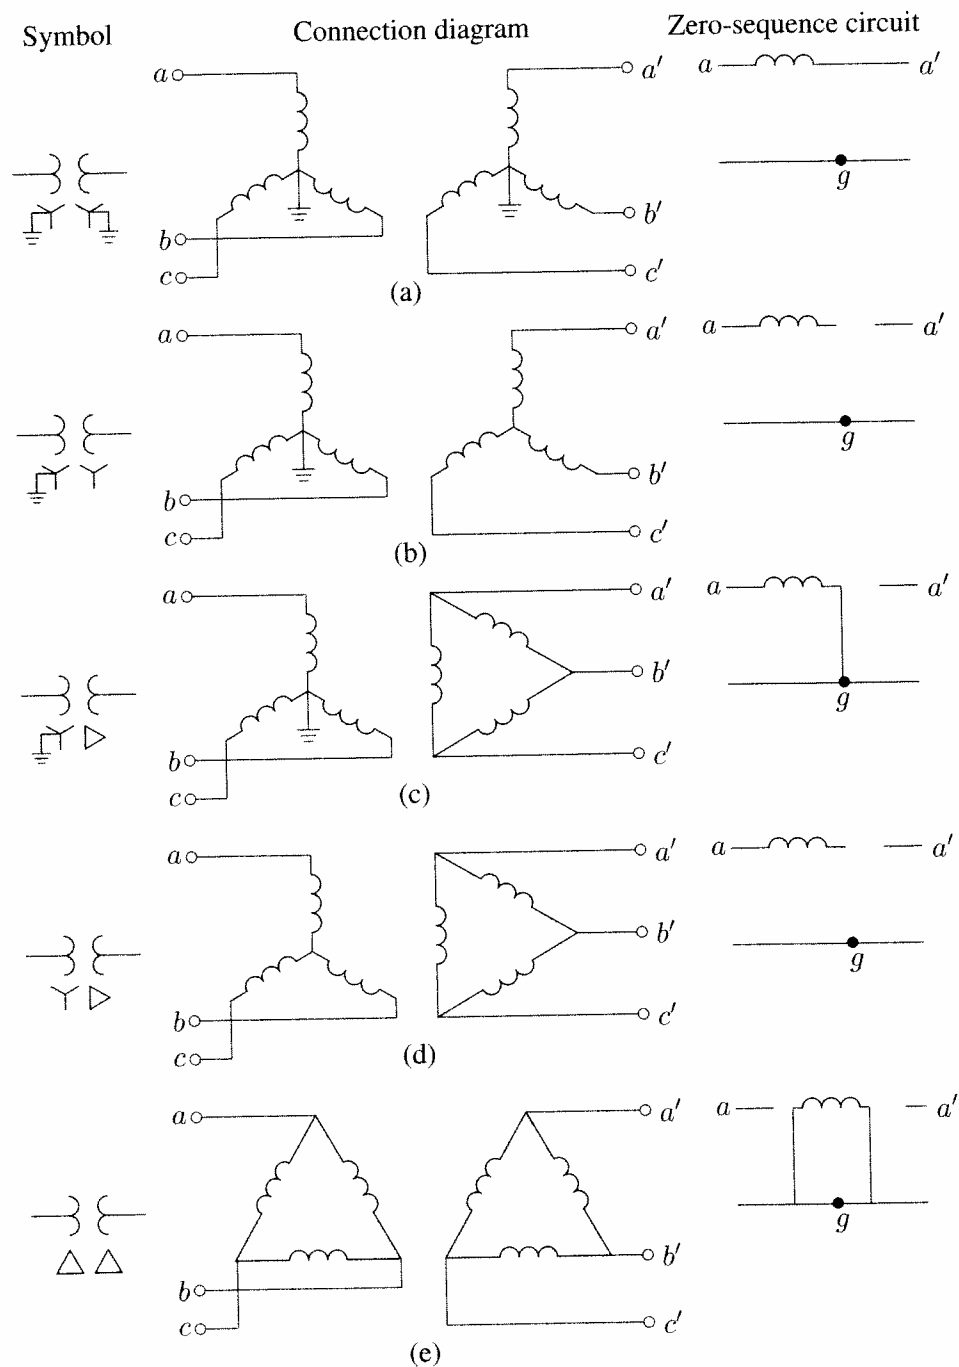 Symbol Connection diagram Zero-sequence circuit
a a′ a a′
g
b′
b
c c′
(a)
a a′ a a′
g
b′
b
c c′
(b)
a a′ a a′
b′
g
b c′
c
(c)
a a′ a a′
b′
g
b c′
c
(d)
a a′ a a′
g
b′
b
c c′
(e)